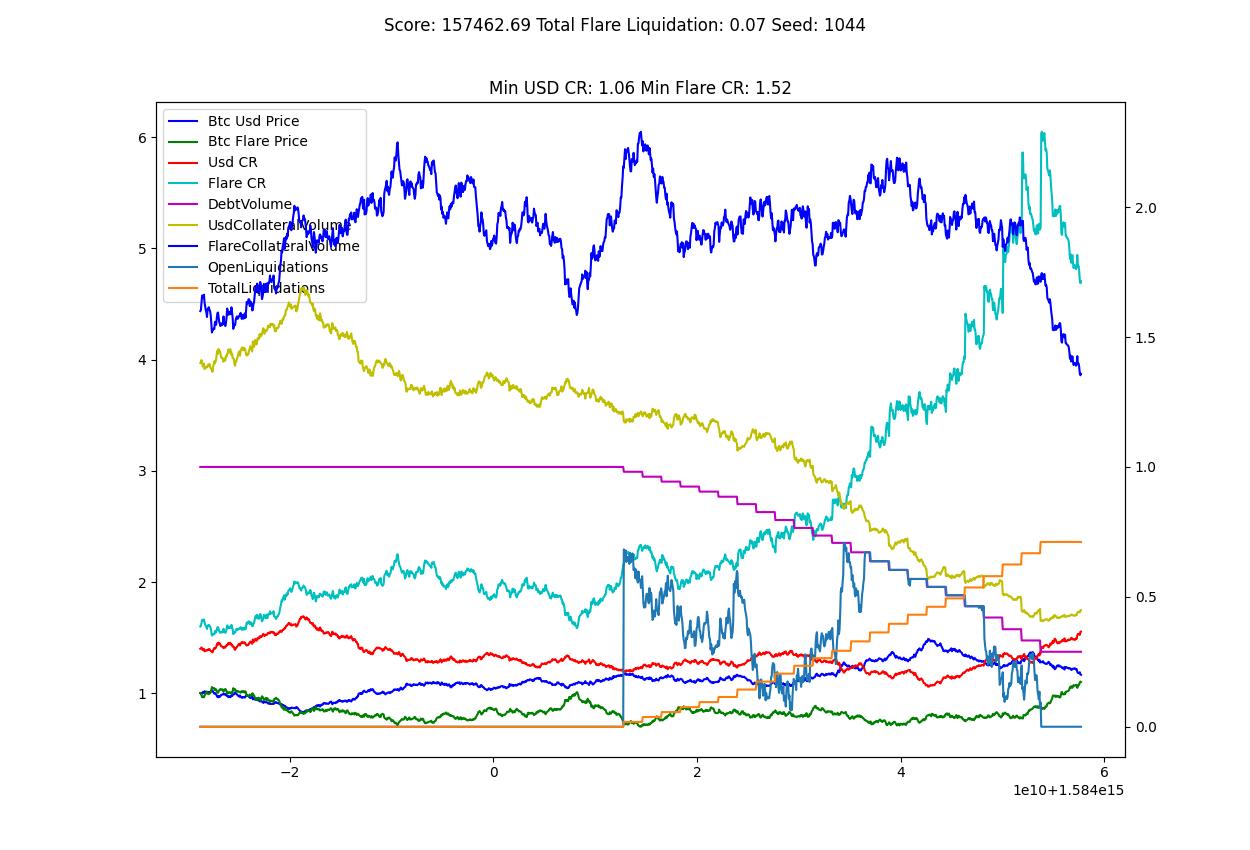 Score: 157462.69 Total Flare Liquidation: 0.07 Seed: 1044
Min USD CR: 1.06 Min Flare CR: 1.52
Btc Usd Price
Btc Flare Price
Usd CR
Flare CR
DebtVolume
UsdCollateralVolume
FlareCollateralVolume
OpenLiquidations
TotalLiquidations
6
5
4
3
2
1
2.0
1.5
1.0
0.5
0.0
−2
0
2
4
6
1e10+1.584e15